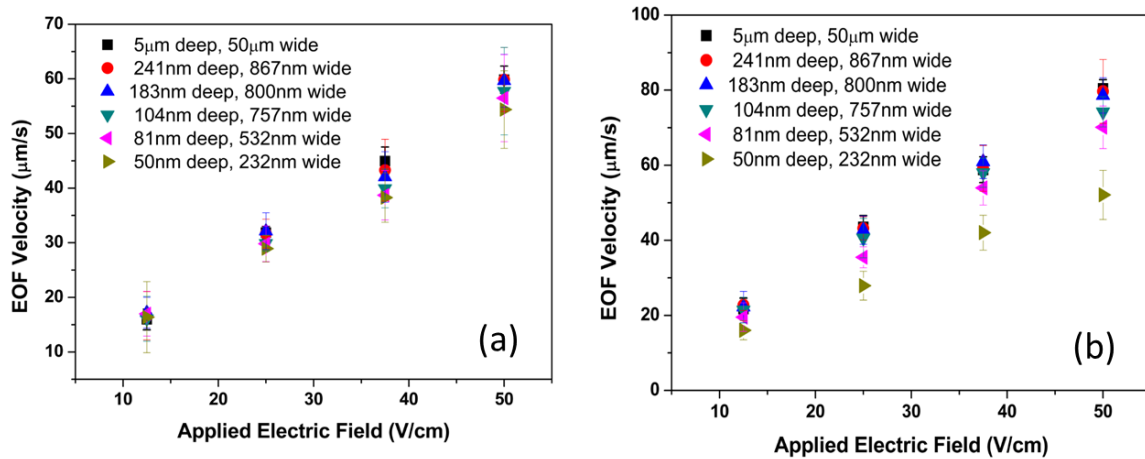 70
60
50
40
30
20
10
EOF Velocity (μm/s)
5μm deep, 50μm wide
241nm deep, 867nm wide
183nm deep, 800nm wide
104nm deep, 757nm wide
81nm deep, 532nm wide
50nm deep, 232nm wide
(a)
10 20 30 40 50
Applied Electric Field (V/cm)
100
80
60
40
20
0
EOF Velocity (μm/s)
5μm deep, 50μm wide
241nm deep, 867nm wide
183nm deep, 800nm wide
104nm deep, 757nm wide
81nm deep, 532nm wide
50nm deep, 232nm wide
(b)
10 20 30 40 50
Applied Electric Field (V/cm)